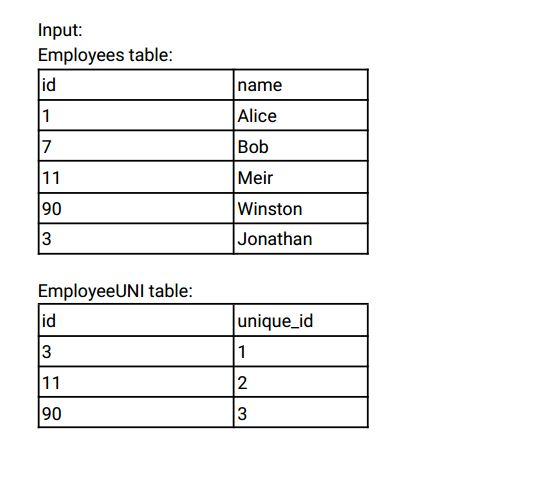 Input:
Employees table:
id name
1 Alice
7 Bob
11 Meir
90 Winston
3 Jonathan
EmployeeUNI table:
id unique_id
3 1
11 2
90 3